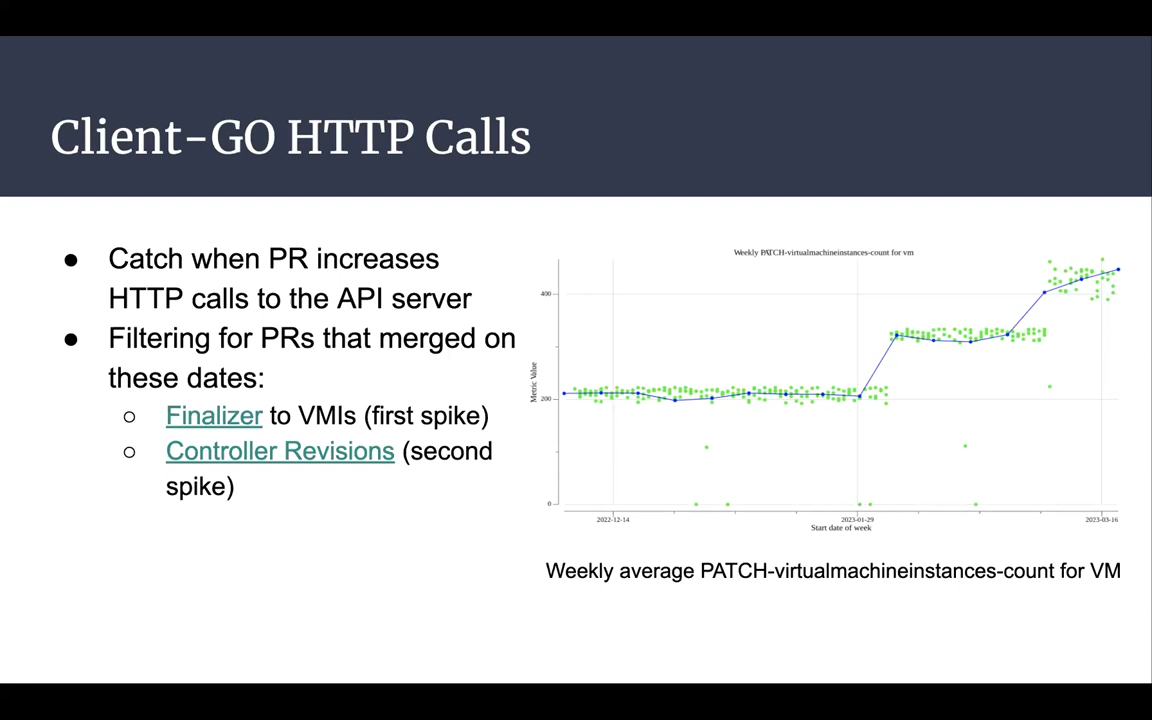 Client-GO HTTP Calls
● Catch when PR increases
HTTP calls to the API server
● Filtering for PRs that merged on
these dates:
○ Finalizer to VMIs (first spike)
○ Controller Revisions (second
spike)
Weekly PATCH-virtualmachineinstances-count for vm
Metric Value
400
200
0
2022-12-14
2023-01-29
2023-03-16
Start date of week
Weekly average PATCH-virtualmachineinstances-count for VM